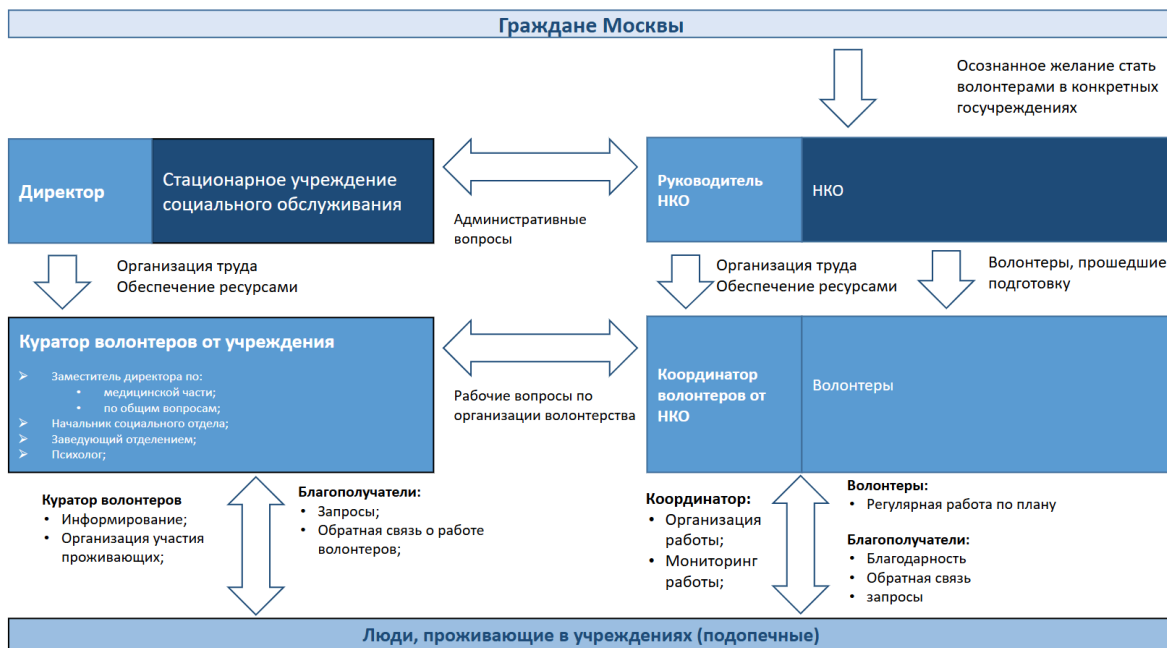 Граждане Москвы
Осознанное желание стать
волонтерами в конкретных
госучреждениях
Директор
Стационарное учреждение
социального обслуживания
Административные
вопросы
Руководитель
НКО
НКО
Организация труда
Обеспечение ресурсами
Организация труда
Обеспечение ресурсами
Волонтеры, прошедшие
подготовку
Куратор волонтеров от учреждения
Заместитель директора по:
медицинской части;
по общим вопросам;
Начальник социального отдела;
Заведующий отделением;
Психолог;
Рабочие вопросы по
организации волонтерства
Координатор
волонтеров от
НКО
Волонтеры
Куратор волонтеров
• Информирование;
• Организация участия
проживающих;
Благополучатели:
• Запросы;
• Обратная связь о работе
волонтеров;
Координатор:
• Организация
работы;
• Мониторинг
работы;
Волонтеры:
• Регулярная работа по плану
Благополучатели:
• Благодарность
• Обратная связь
• запросы
Люди, проживающие в учреждениях (подопечные)